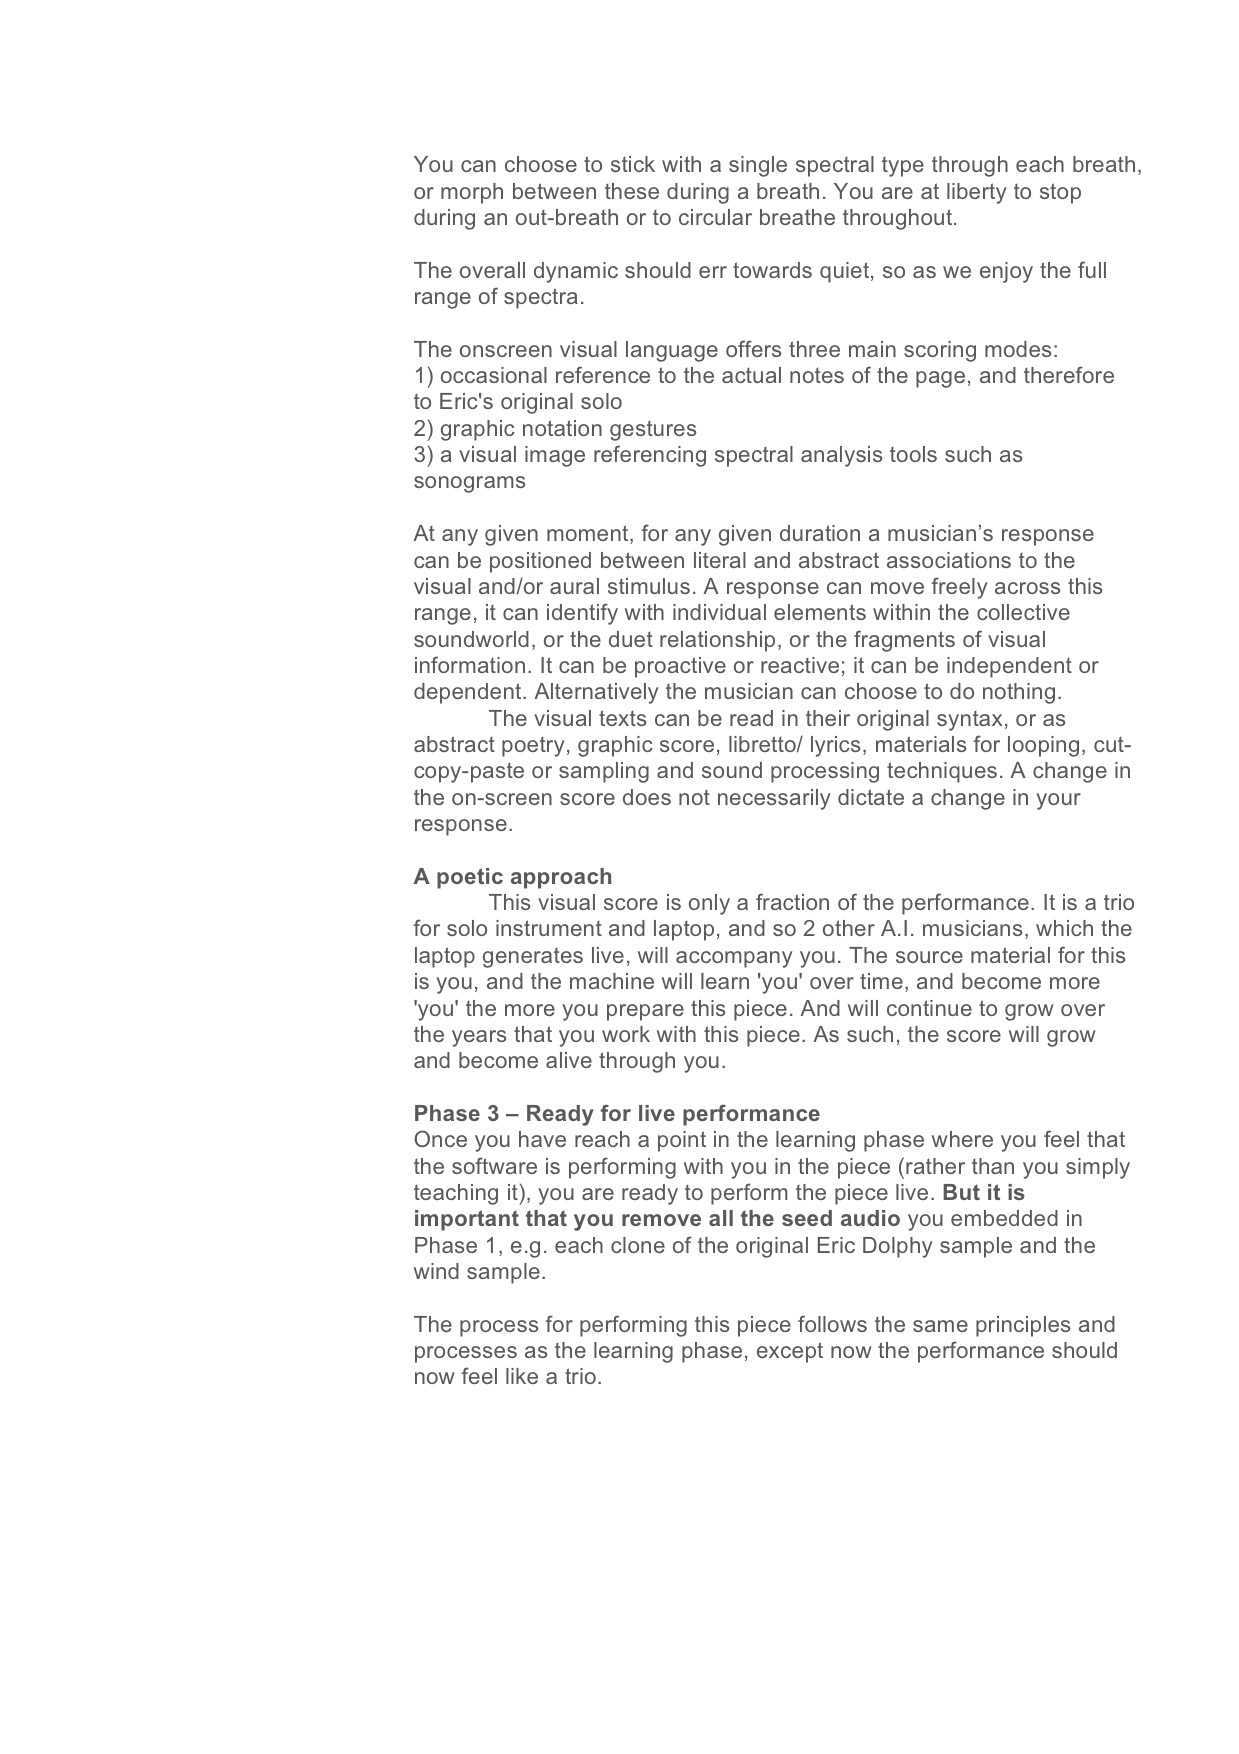 You can choose to stick with a single spectral type through each breath,
or morph between these during a breath. You are at liberty to stop
during an out-breath or to circular breathe throughout.
The overall dynamic should err towards quiet, so as we enjoy the full
range of spectra.
The onscreen visual language offers three main scoring modes:
1) occasional reference to the actual notes of the page, and therefore
to Eric's original solo
2) graphic notation gestures
3) a visual image referencing spectral analysis tools such as
sonograms
At any given moment, for any given duration a musician’s response
can be positioned between literal and abstract associations to the
visual and/or aural stimulus. A response can move freely across this
range, it can identify with individual elements within the collective
soundworld, or the duet relationship, or the fragments of visual
information. It can be proactive or reactive; it can be independent or
dependent. Alternatively the musician can choose to do nothing.
The visual texts can be read in their original syntax, or as
abstract poetry, graphic score, libretto/ lyrics, materials for looping, cut-
copy-paste or sampling and sound processing techniques. A change in
the on-screen score does not necessarily dictate a change in your
response.
A poetic approach
This visual score is only a fraction of the performance. It is a trio
for solo instrument and laptop, and so 2 other A.I. musicians, which the
laptop generates live, will accompany you. The source material for this
is you, and the machine will learn 'you' over time, and become more
'you' the more you prepare this piece. And will continue to grow over
the years that you work with this piece. As such, the score will grow
and become alive through you.
Phase 3 – Ready for live performance
Once you have reach a point in the learning phase where you feel that
the software is performing with you in the piece (rather than you simply
teaching it), you are ready to perform the piece live. But it is
important that you remove all the seed audio you embedded in
Phase 1, e.g. each clone of the original Eric Dolphy sample and the
wind sample.
The process for performing this piece follows the same principles and
processes as the learning phase, except now the performance should
now feel like a trio.